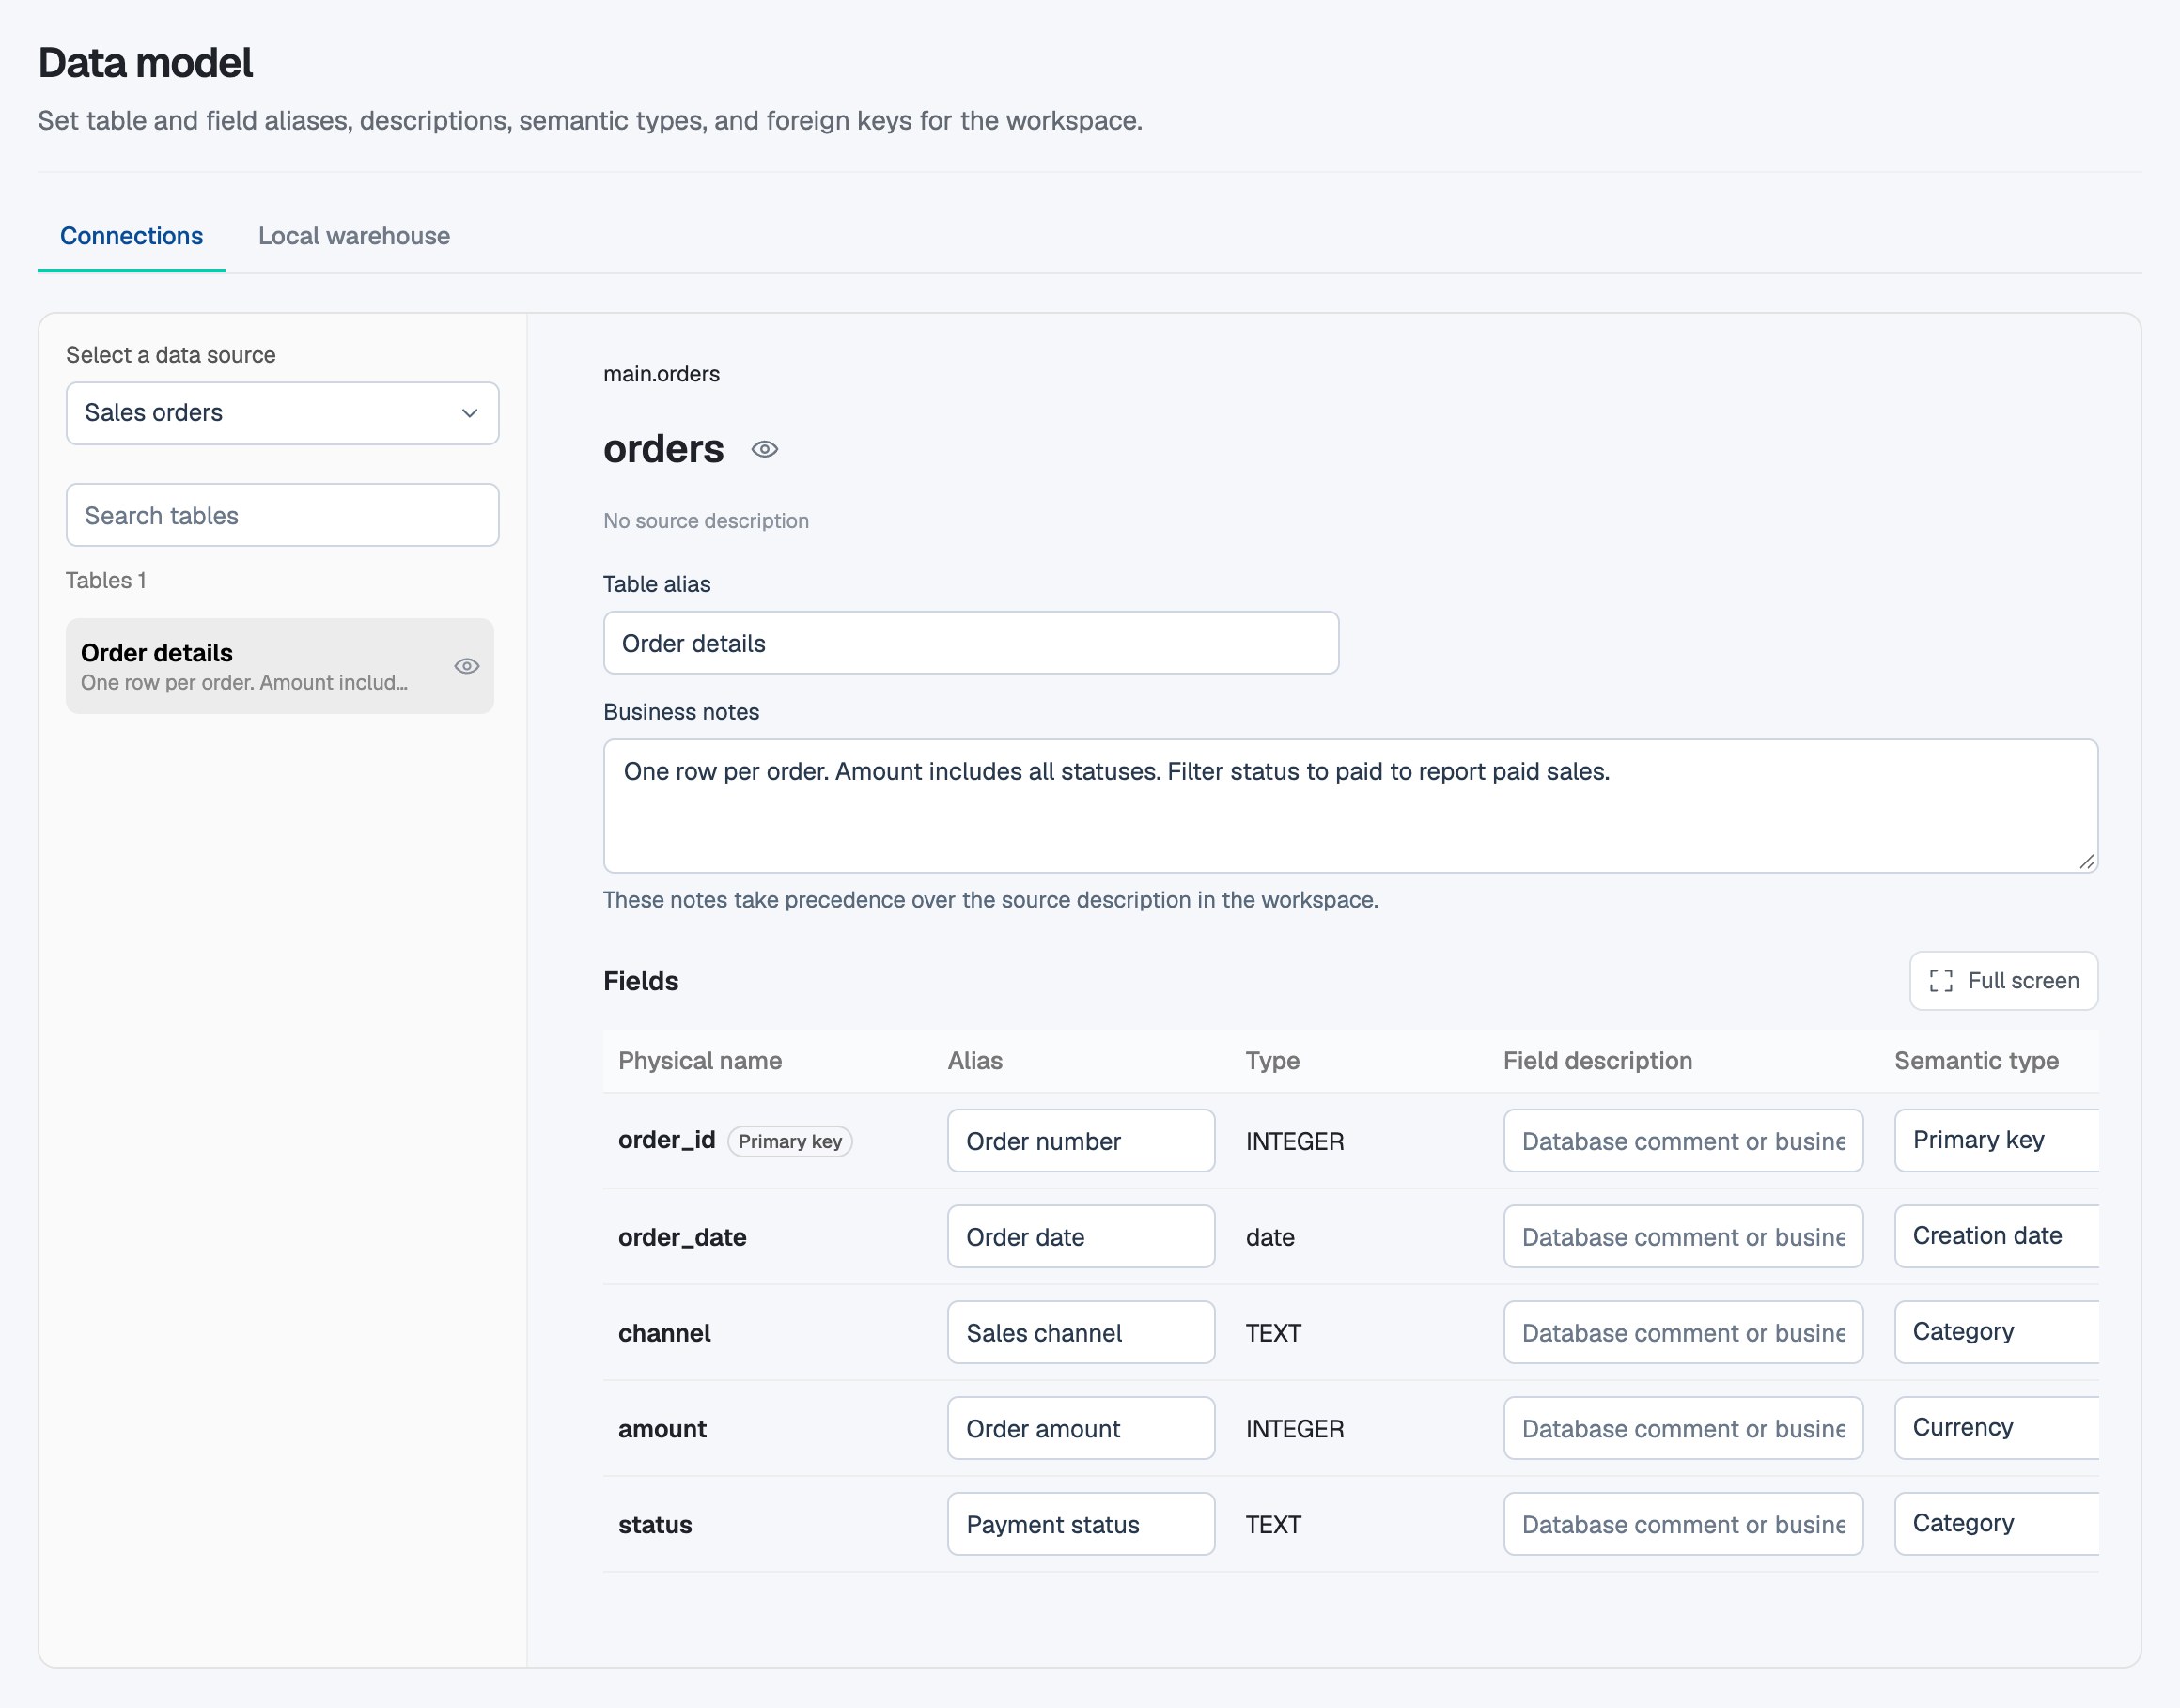 Data model
Set table and field aliases, descriptions, semantic types, and foreign keys for the workspace.
Connections Local warehouse
Select a data source
Sales orders
Search tables
Tables 1
Order details
One row per order. Amount includ...
main.orders
orders
No source description
Table alias
Order details
Business notes
One row per order. Amount includes all statuses. Filter status to paid to report paid sales.
These notes take precedence over the source description in the workspace.
Fields Full screen
Physical name Alias Type Field description Semantic type
order_id Primary key Order number INTEGER Database comment or busine Primary key
order_date Order date date Database comment or busine Creation date
channel Sales channel TEXT Database comment or busine Category
amount Order amount INTEGER Database comment or busine Currency
status Payment status TEXT Database comment or busine Category